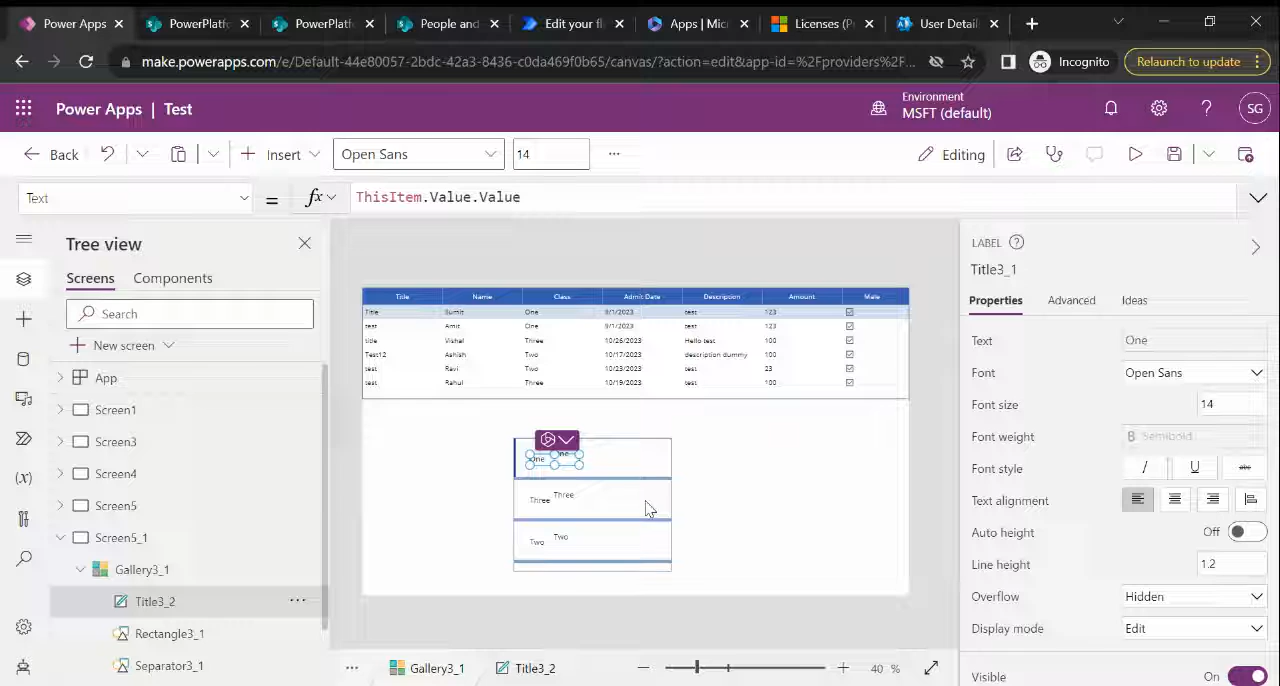 Power Apps
PowerPlatf
PowerPlatf
People and
Edit your fl
Apps | Micr
Licenses (P
User Detail
make.powerapps.com/e/Default-44e80057-2bdc-42a3-8436-c0da469f0b65/canvas/?action=edit&app-id=%2Fproviders%2F...
Incognito
Relaunch to update
Power Apps | Test
Environment
MSFT (default)
SG
Back
Insert
Open Sans
14
...
Editing
Text
=
fx
ThisItem.Value.Value
Tree view
Screens
Components
Search
New screen
App
Screen1
Screen3
Screen4
Screen5
Screen5_1
Gallery3_1
Title3_2
...
Rectangle3_1
Separator3_1
Title Name Class Admit Date Description Amount Male
Title Sumit One 9/1/2023 test 123
test Amit One 9/1/2023 test 123
title Vishal Three 10/26/2023 Hello test 100
Test12 Ashish Two 10/17/2023 description dummy 100
test Ravi Two 10/23/2023 test 23
test Rahul Three 10/19/2023 test 100
One
Three Three
Two Two
...
Gallery3_1
Title3_2
40 %
LABEL
Title3_1
Properties
Advanced
Ideas
Text
One
Font
Open Sans
Font size
14
Font weight
B Semibold
Font style
/ U abc
Text alignment
Auto height
Off
Line height
1.2
Overflow
Hidden
Display mode
Edit
Visible
On